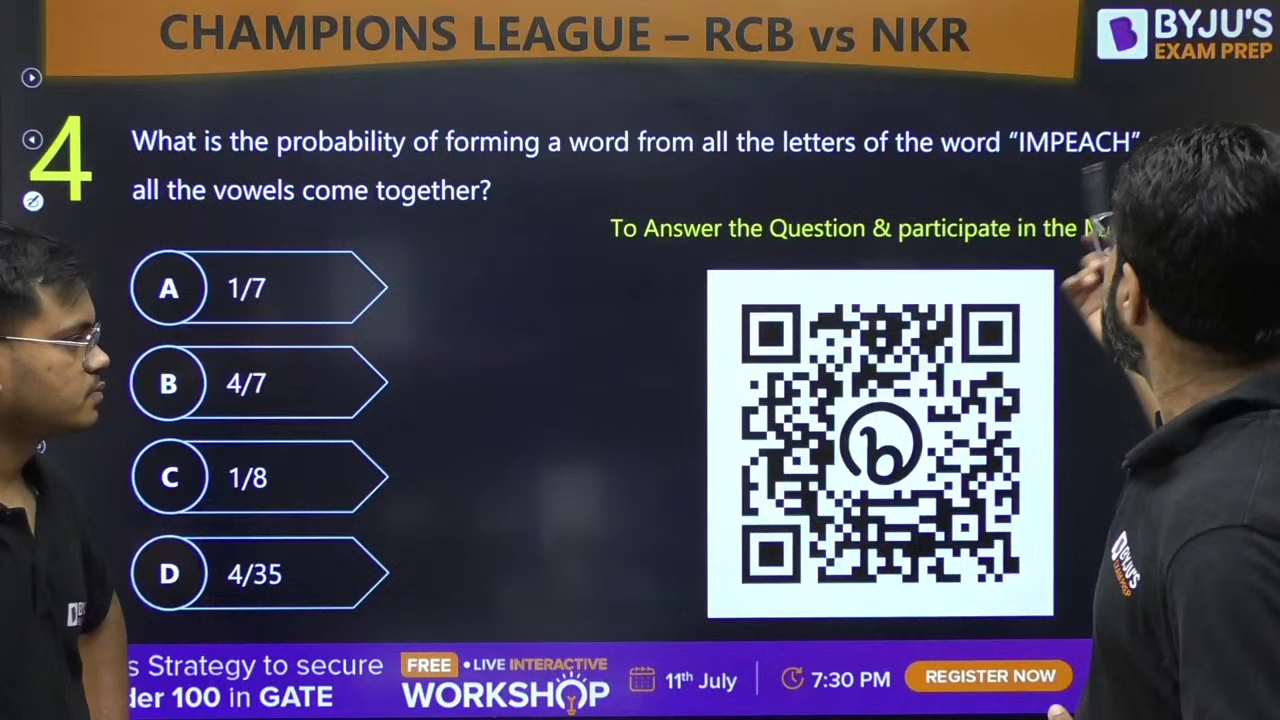 CHAMPIONS LEAGUE – RCB vs NKR
BYJU'S
EXAM PREP
4
What is the probability of forming a word from all the letters of the word “IMPEACH”
all the vowels come together?
To Answer the Question & participate in the
A 1/7
B 4/7
C 1/8
D 4/35
b
BYJU'S
EXAM PREP
s Strategy to secure
der 100 in GATE
FREE • LIVE INTERACTIVE
WORKSHOP
11th July
7:30 PM
REGISTER NOW